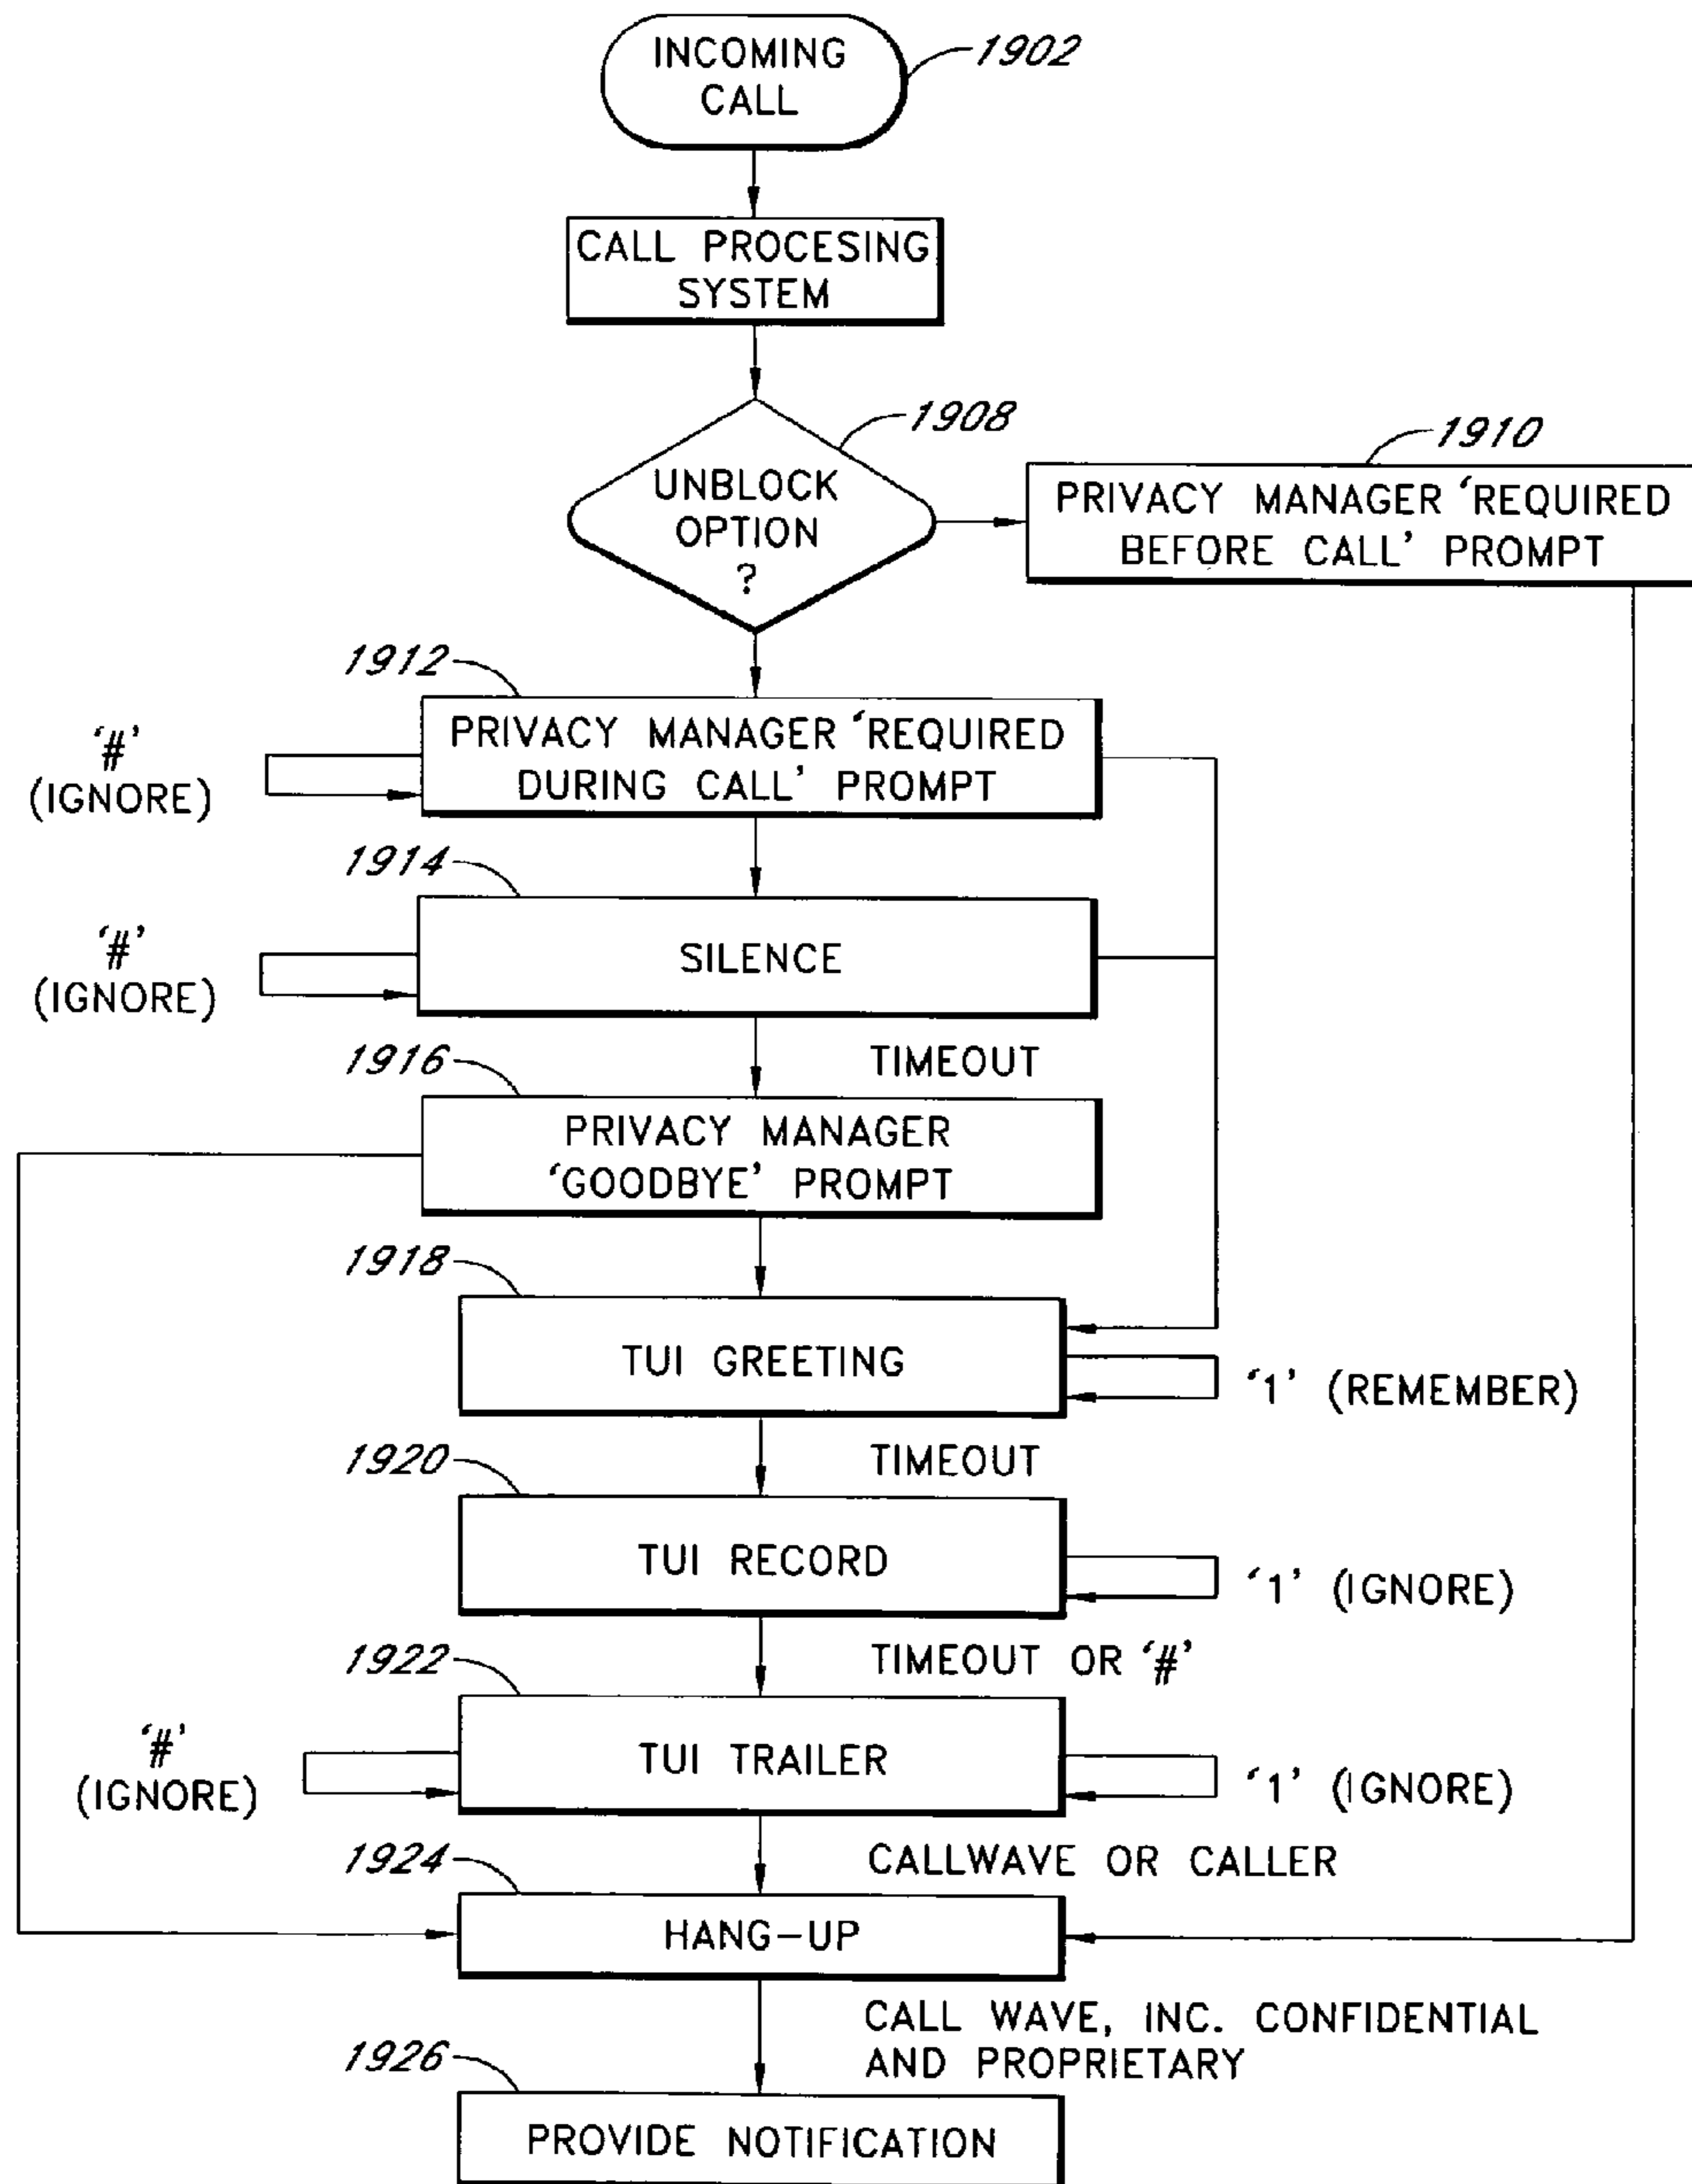 INCOMING
CALL
1902
CALL PROCESING
SYSTEM
1908
UNBLOCK
OPTION
?
1910
PRIVACY MANAGER ‘REQUIRED
BEFORE CALL’ PROMPT
1912
‘#’
(IGNORE)
PRIVACY MANAGER ‘REQUIRED
DURING CALL’ PROMPT
1914
‘#’
(IGNORE)
SILENCE
TIMEOUT
1916
PRIVACY MANAGER
‘GOODBYE’ PROMPT
1918
TUI GREETING
‘1’ (REMEMBER)
TIMEOUT
1920
TUI RECORD
‘1’ (IGNORE)
TIMEOUT OR ‘#’
1922
‘#’
(IGNORE)
TUI TRAILER
‘1’ (IGNORE)
CALLWAVE OR CALLER
1924
HANG-UP
CALL WAVE, INC. CONFIDENTIAL
AND PROPRIETARY
1926
PROVIDE NOTIFICATION